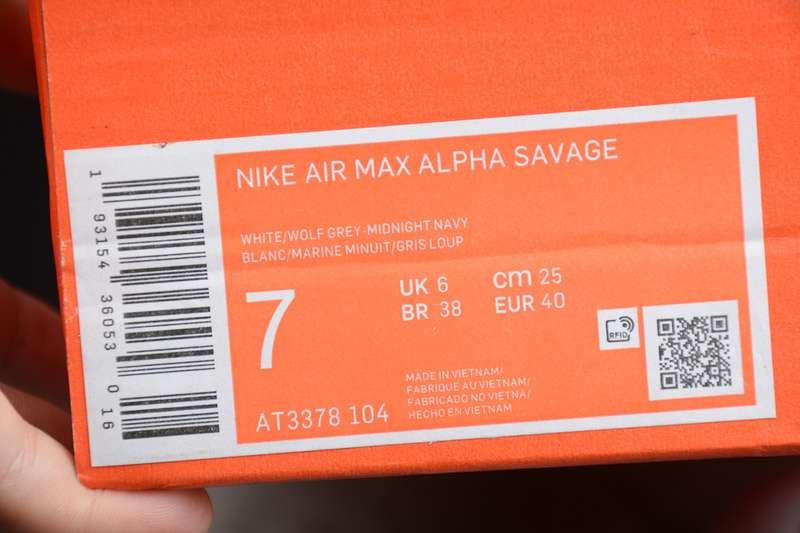 NIKE AIR MAX ALPHA SAVAGE
WHITE/WOLF GREY-MIDNIGHT NAVY
BLANC/MARINE MINUIT/GRIS LOUP
7
UK 6 cm 25
BR 38 EUR 40
RFID
MADE IN VIETNAM/
FABRIQUE AU VIETNAM/
FABRICADO NO VIETNÁ/
HECHO EN VIETNAM
AT3378 104
1 93154 36053 0 16